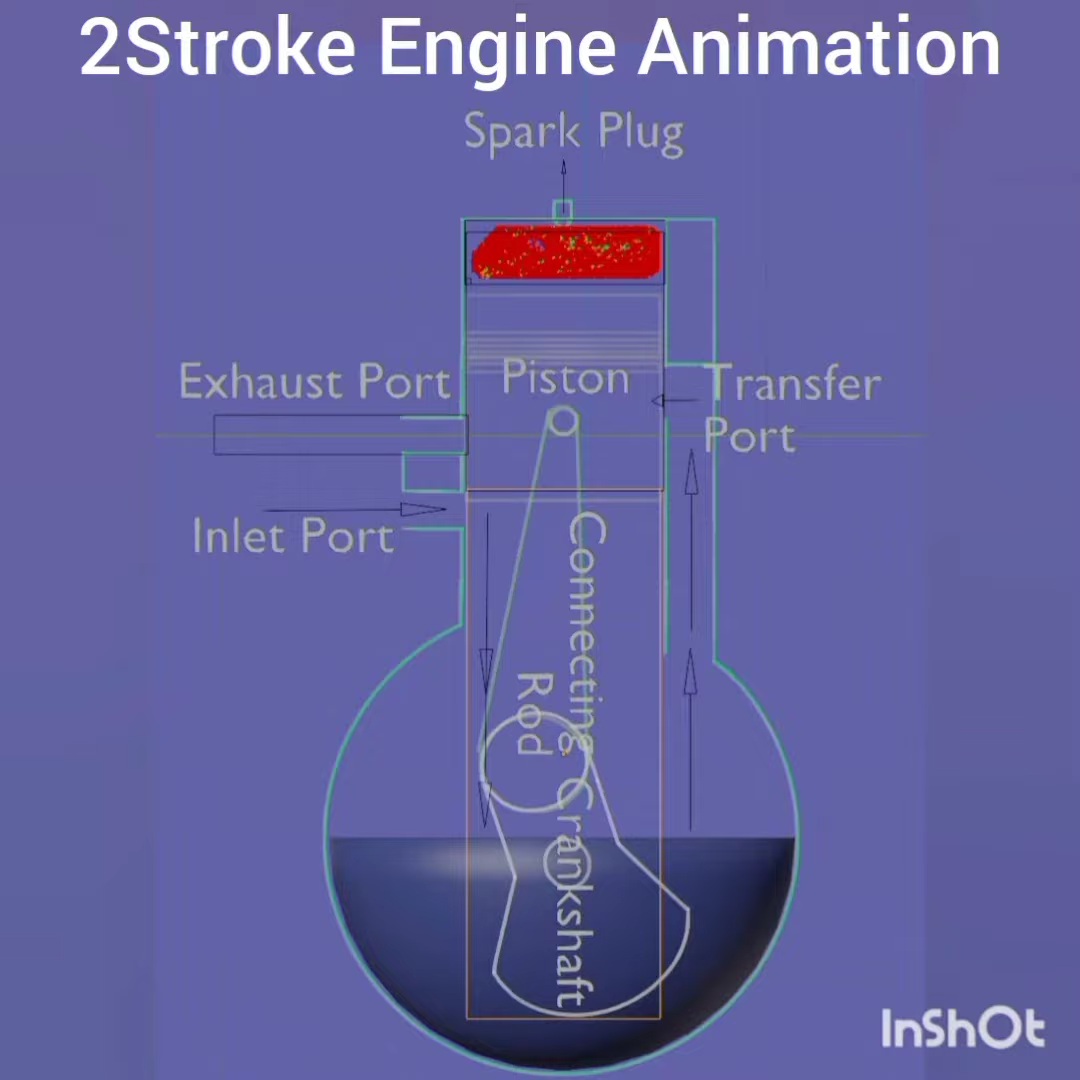 2Stroke Engine Animation
Spark Plug
Exhaust Port
Piston
Transfer
Port
Inlet Port
Connecting
Rod
Crankshaft
InShOt